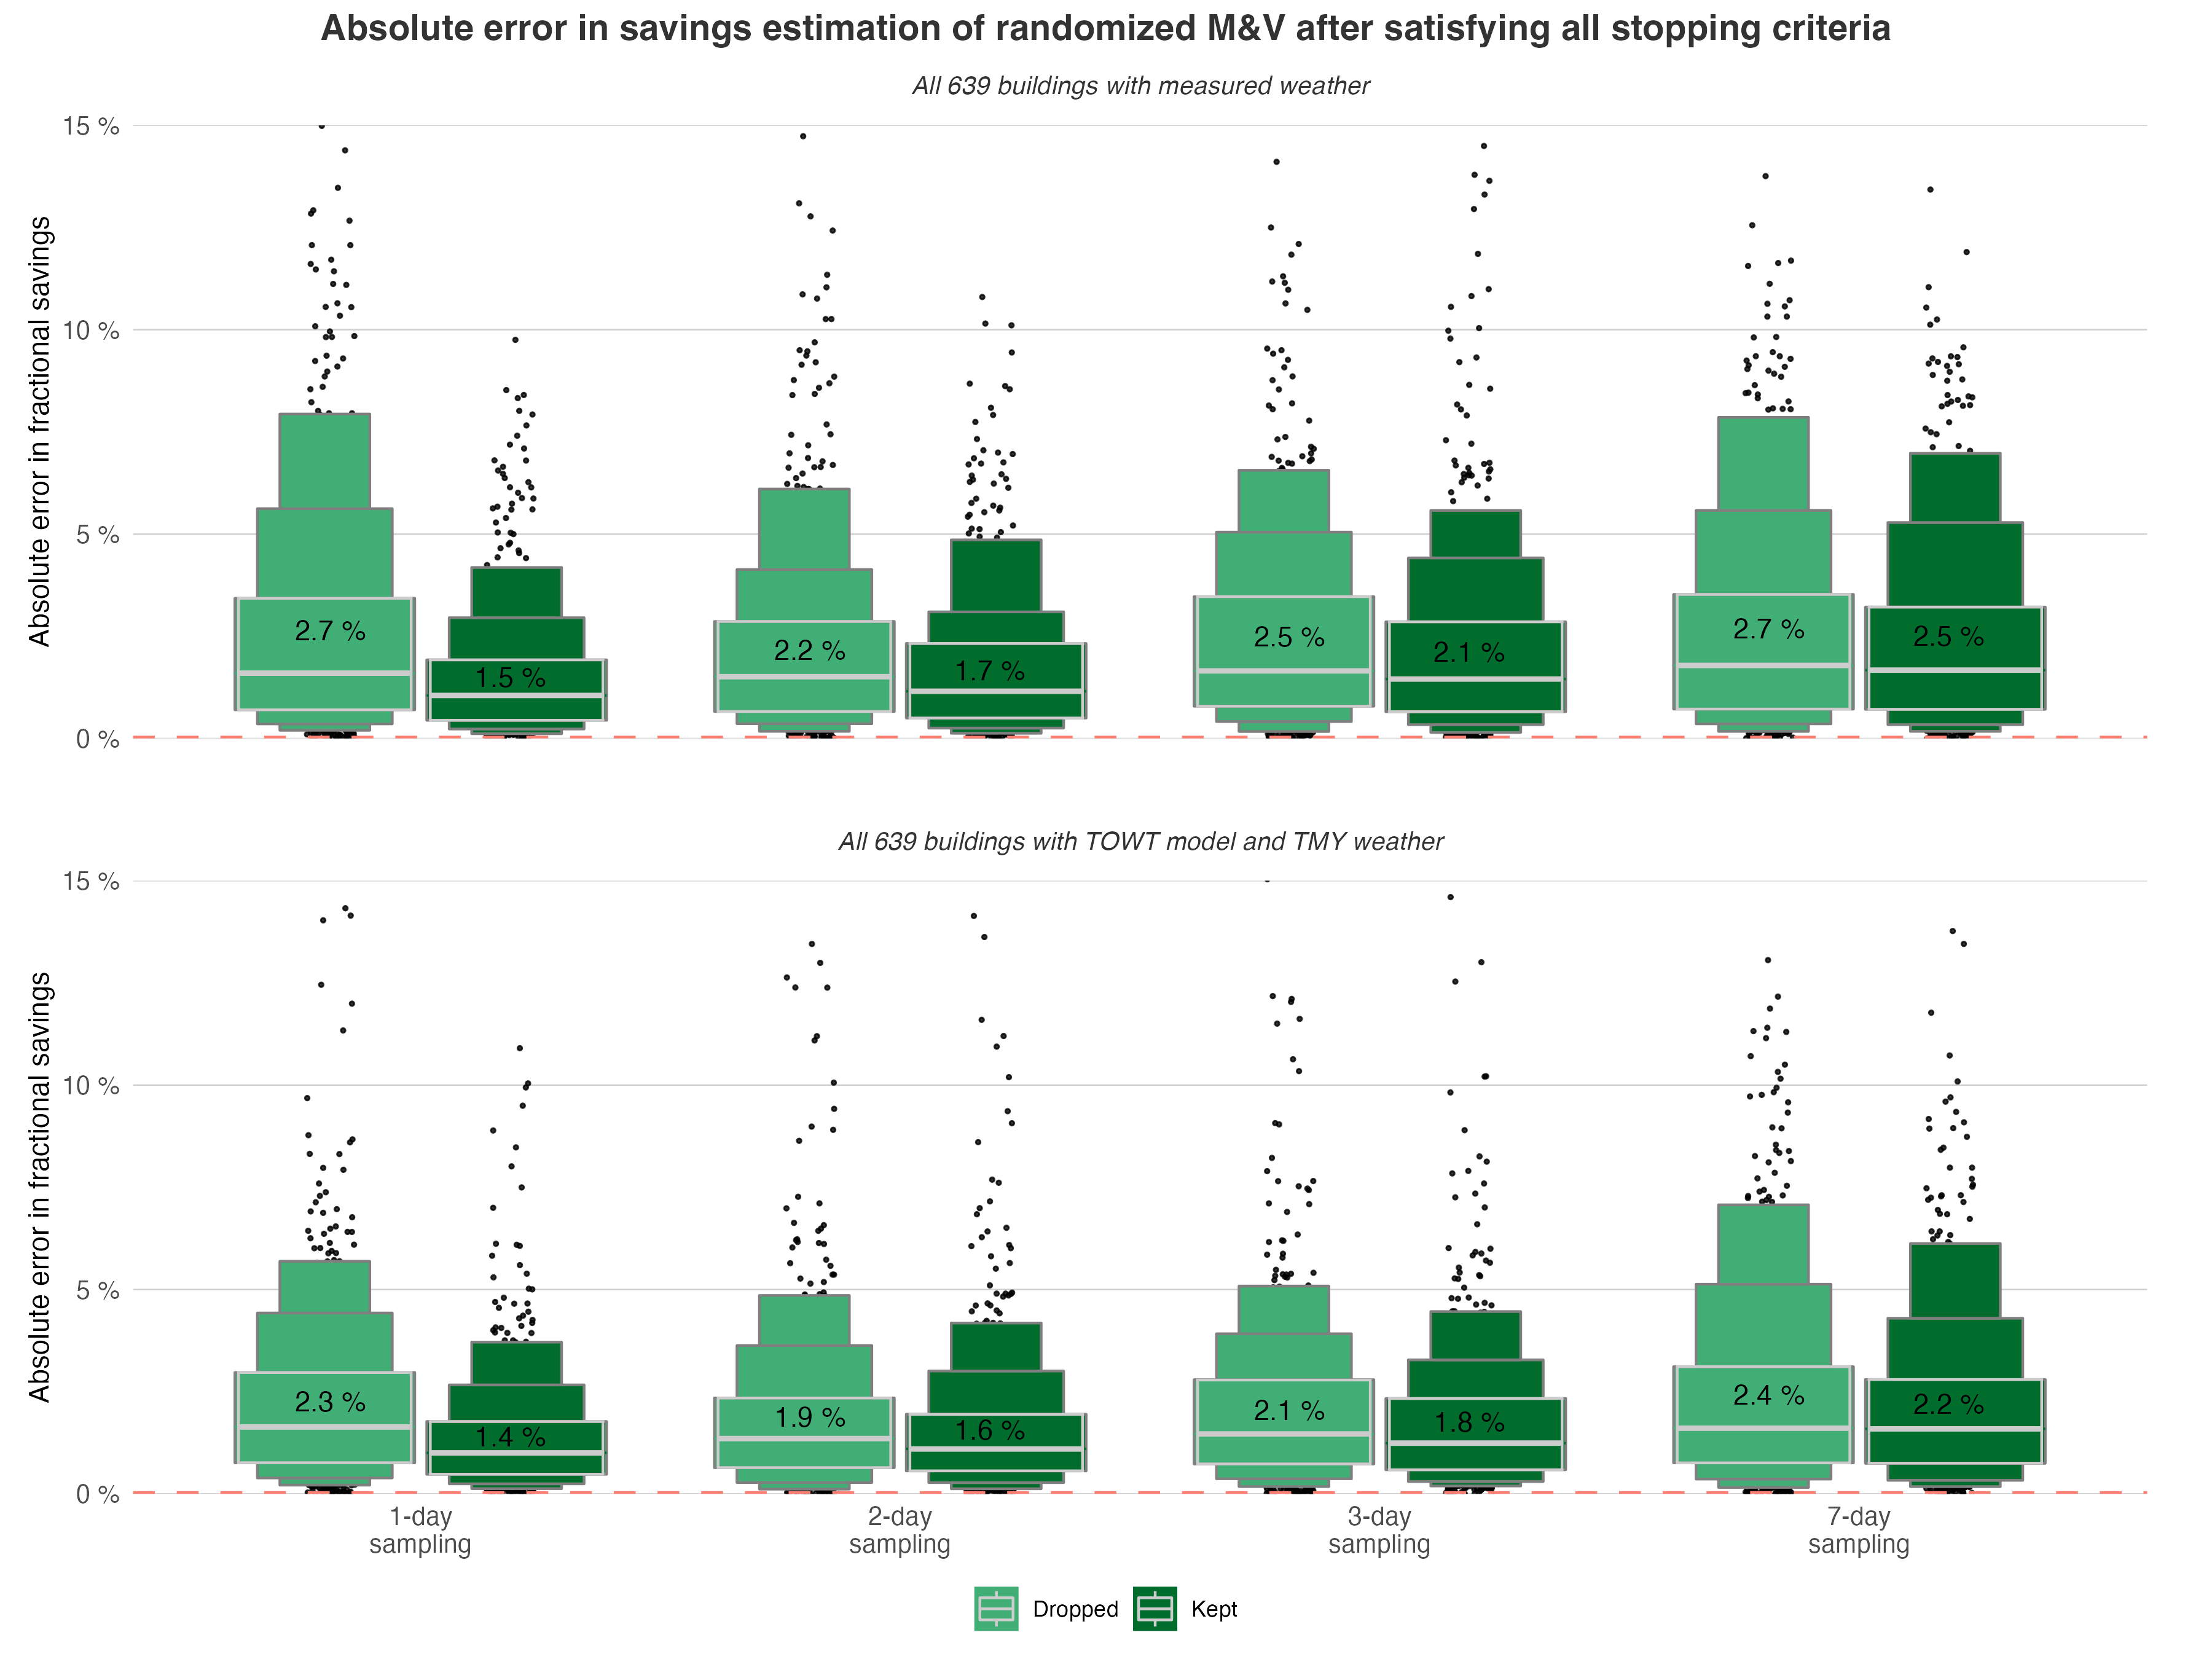 Absolute error in savings estimation of randomized M&V after satisfying all stopping criteria
All 639 buildings with measured weather
Absolute error in fractional savings
15 %
10 %
5 %
0 %
2.7 %
1.5 %
2.2 %
1.7 %
2.5 %
2.1 %
2.7 %
2.5 %
All 639 buildings with TOWT model and TMY weather
Absolute error in fractional savings
15 %
10 %
5 %
0 %
2.3 %
1.4 %
1.9 %
1.6 %
2.1 %
1.8 %
2.4 %
2.2 %
1-day
sampling
2-day
sampling
3-day
sampling
7-day
sampling
Dropped
Kept